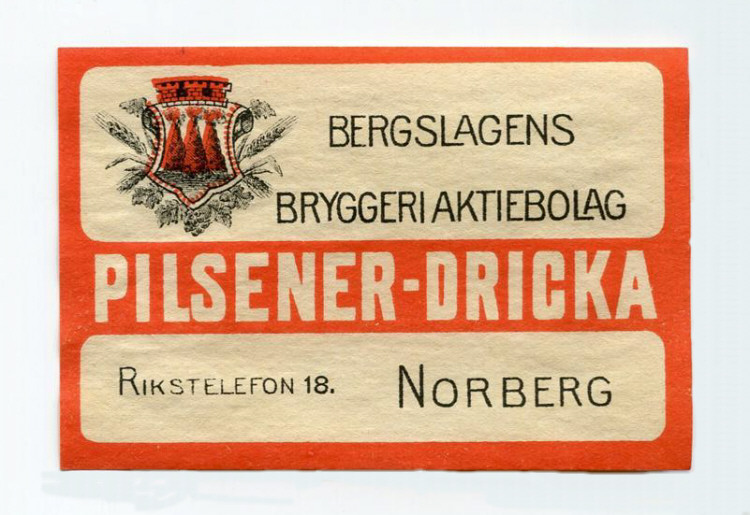 BERGSLAGENS
BRYGGERI AKTIEBOLAG
PILSENER-DRICKA
RIKSTELEFON 18. NORBERG